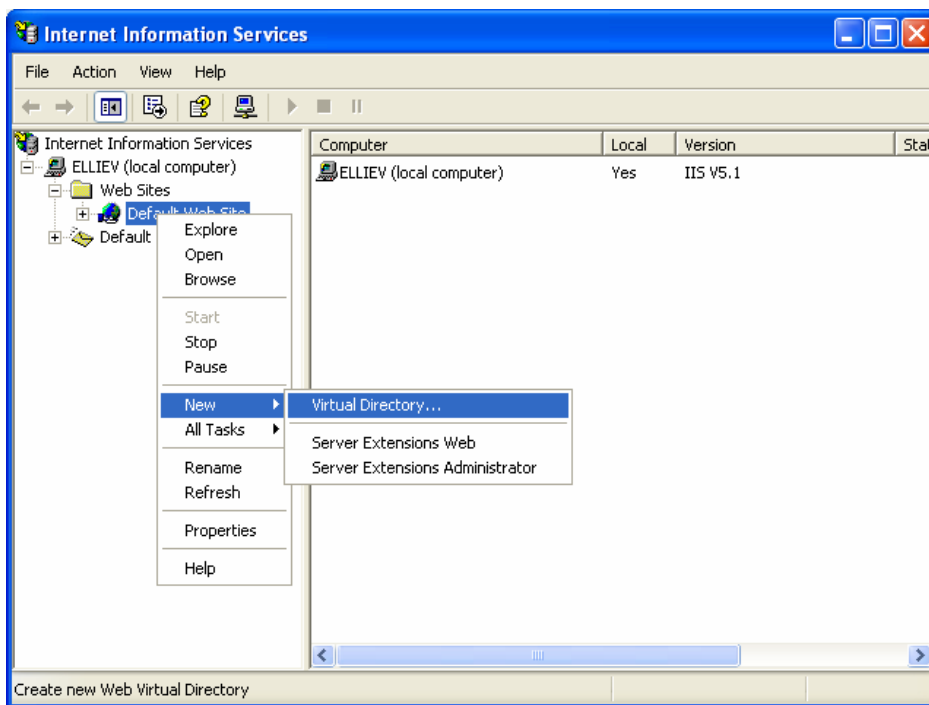 Internet Information Services
File Action View Help
Internet Information Services
ELLIEV (local computer)
Web Sites
Default Web Site
Default
Computer Local Version Stat
ELLIEV (local computer) Yes IIS V5.1
Explore
Open
Browse
Start
Stop
Pause
New
All Tasks
Rename
Refresh
Properties
Help
Virtual Directory...
Server Extensions Web
Server Extensions Administrator
Create new Web Virtual Directory